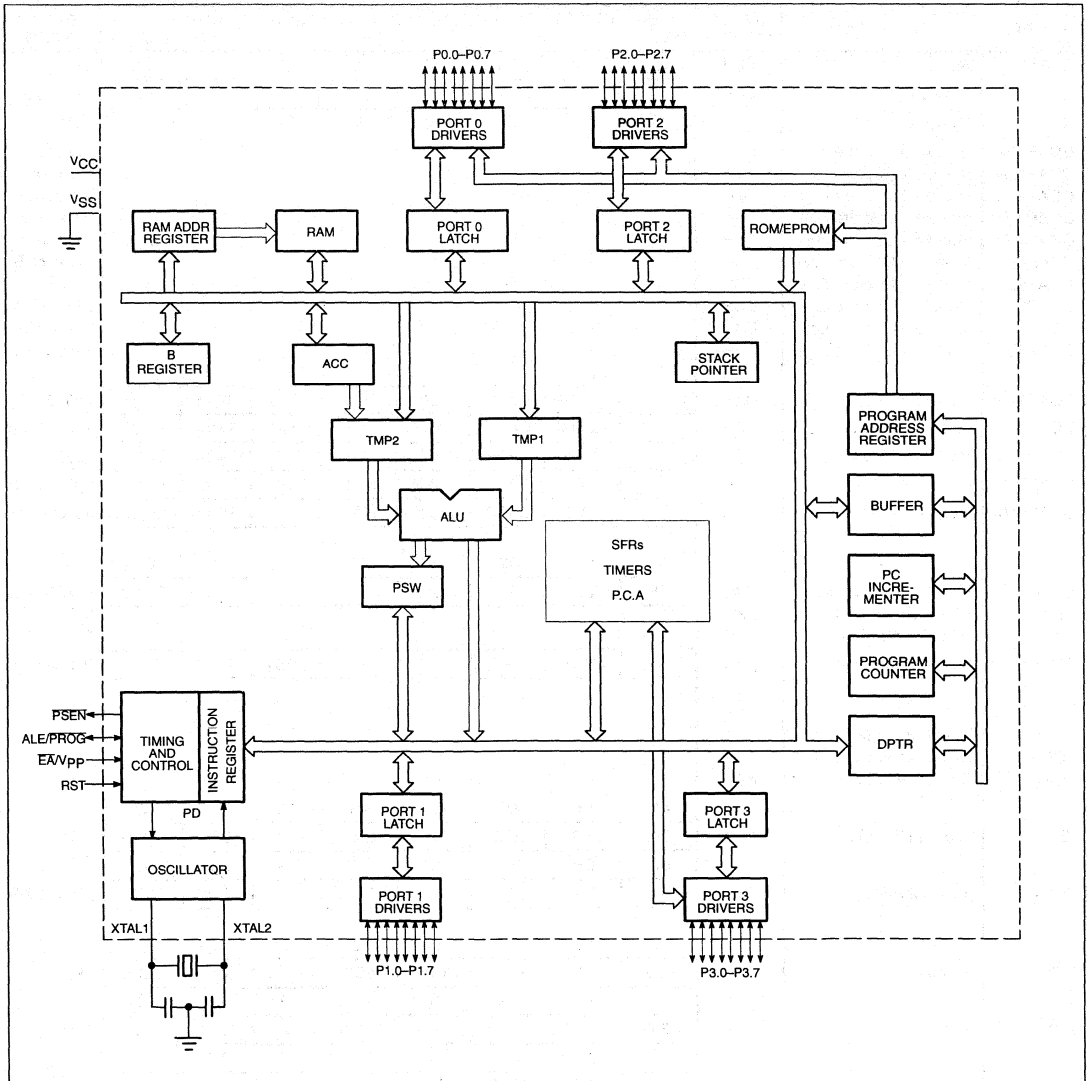 P0.0–P0.7
P2.0–P2.7
PORT 0
DRIVERS
PORT 2
DRIVERS
VCC
VSS
RAM ADDR
REGISTER
RAM
PORT 0
LATCH
PORT 2
LATCH
ROM/EPROM
B
REGISTER
ACC
STACK
POINTER
PROGRAM
ADDRESS
REGISTER
TMP2
TMP1
BUFFER
ALU
SFRs
TIMERS
P.C.A
PSW
PC
INCRE-
MENTER
PROGRAM
COUNTER
PSEN
ALE/PROG
EA/VPP
RST
TIMING
AND
CONTROL
INSTRUCTION
REGISTER
DPTR
PD
PORT 1
LATCH
PORT 3
LATCH
OSCILLATOR
PORT 1
DRIVERS
PORT 3
DRIVERS
XTAL1
XTAL2
P1.0–P1.7
P3.0–P3.7